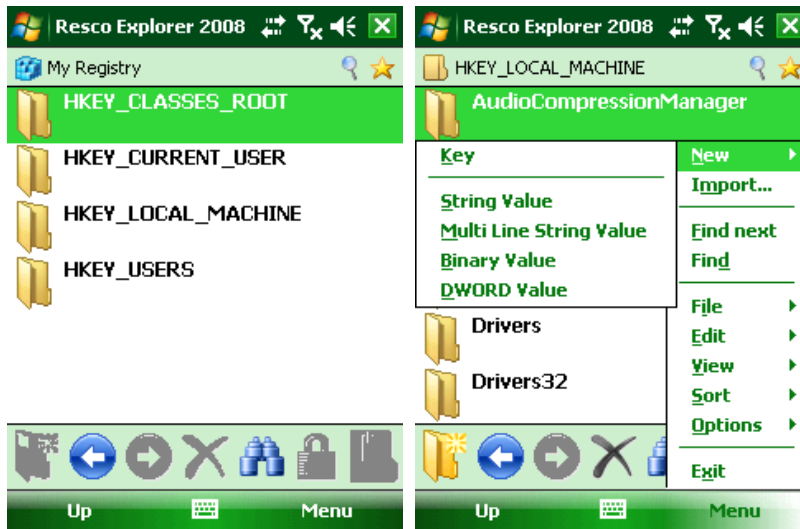 Resco Explorer 2008
My Registry
HKEY_CLASSES_ROOT
HKEY_CURRENT_USER
HKEY_LOCAL_MACHINE
HKEY_USERS
Up
Menu
Resco Explorer 2008
HKEY_LOCAL_MACHINE
AudioCompressionManager
Key
String Value
Multi Line String Value
Binary Value
DWORD Value
New
Import...
Find next
Find
File
Edit
View
Sort
Options
Exit
Drivers
Drivers32
Up
Menu